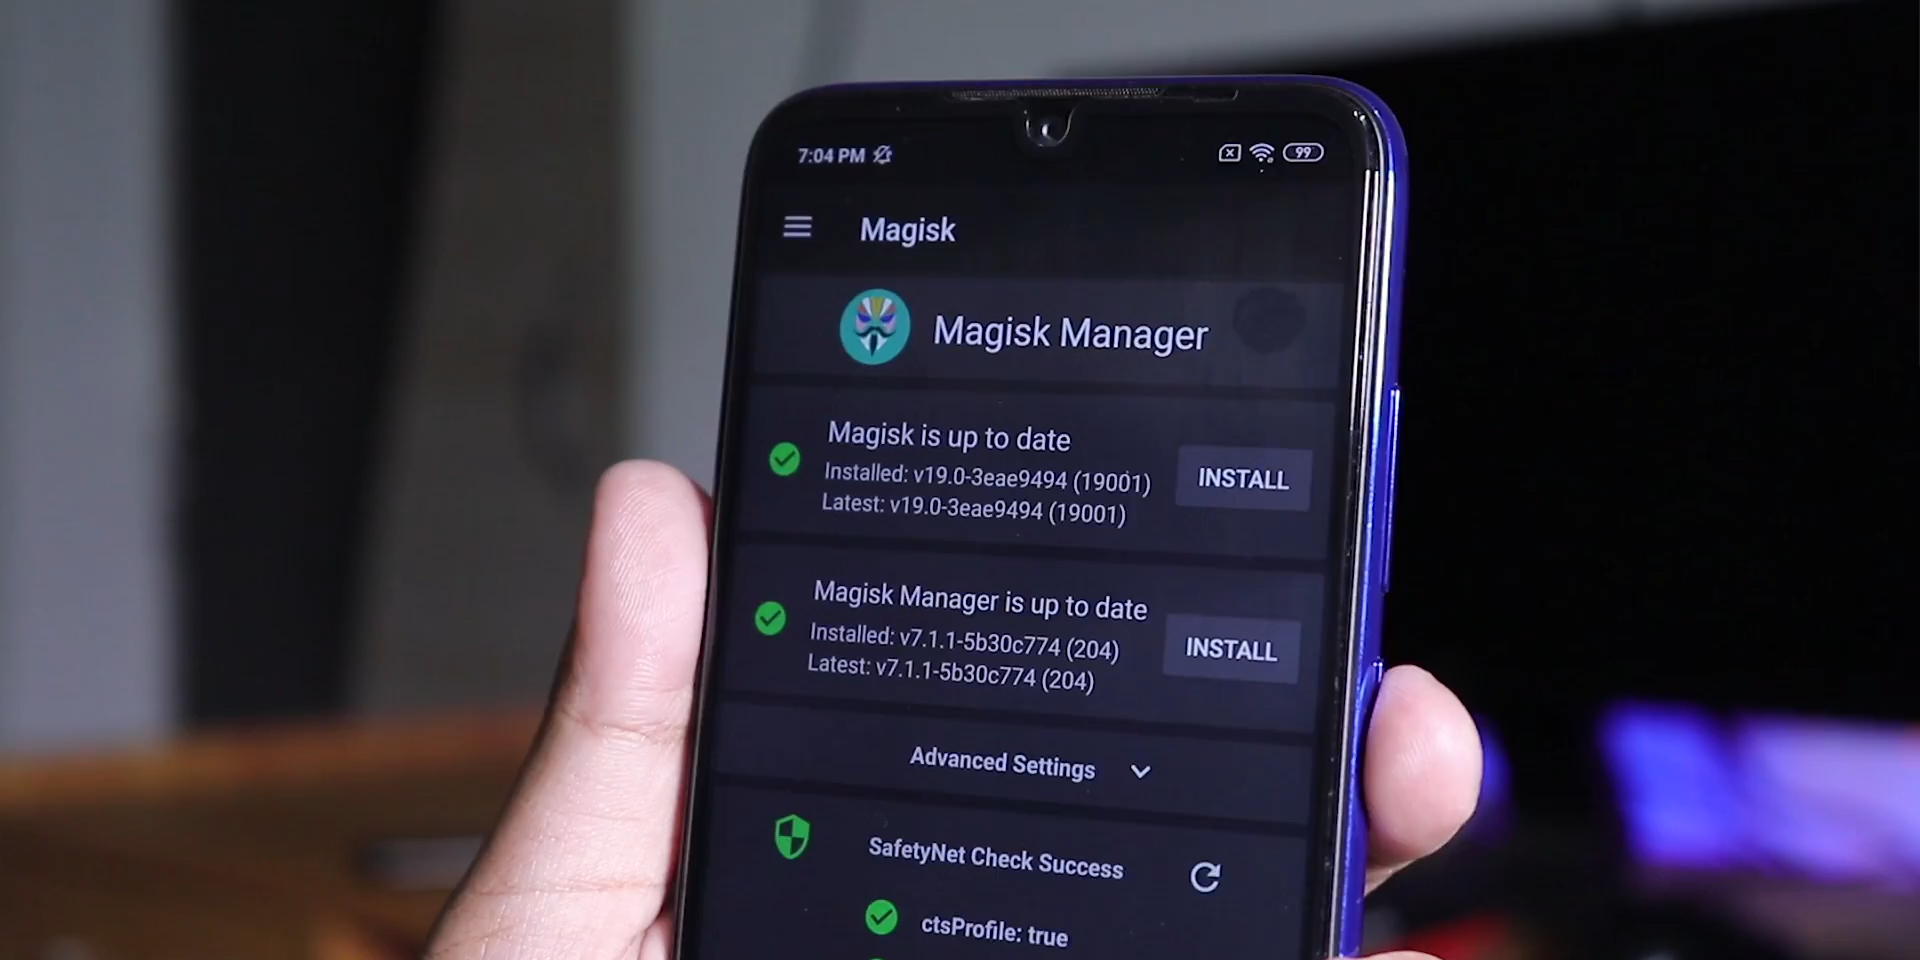 7:04 PM
99
Magisk
Magisk Manager
Magisk is up to date
Installed: v19.0-3eae9494 (19001)
Latest: v19.0-3eae9494 (19001)
INSTALL
Magisk Manager is up to date
Installed: v7.1.1-5b30c774 (204)
Latest: v7.1.1-5b30c774 (204)
INSTALL
Advanced Settings
SafetyNet Check Success
ctsProfile: true